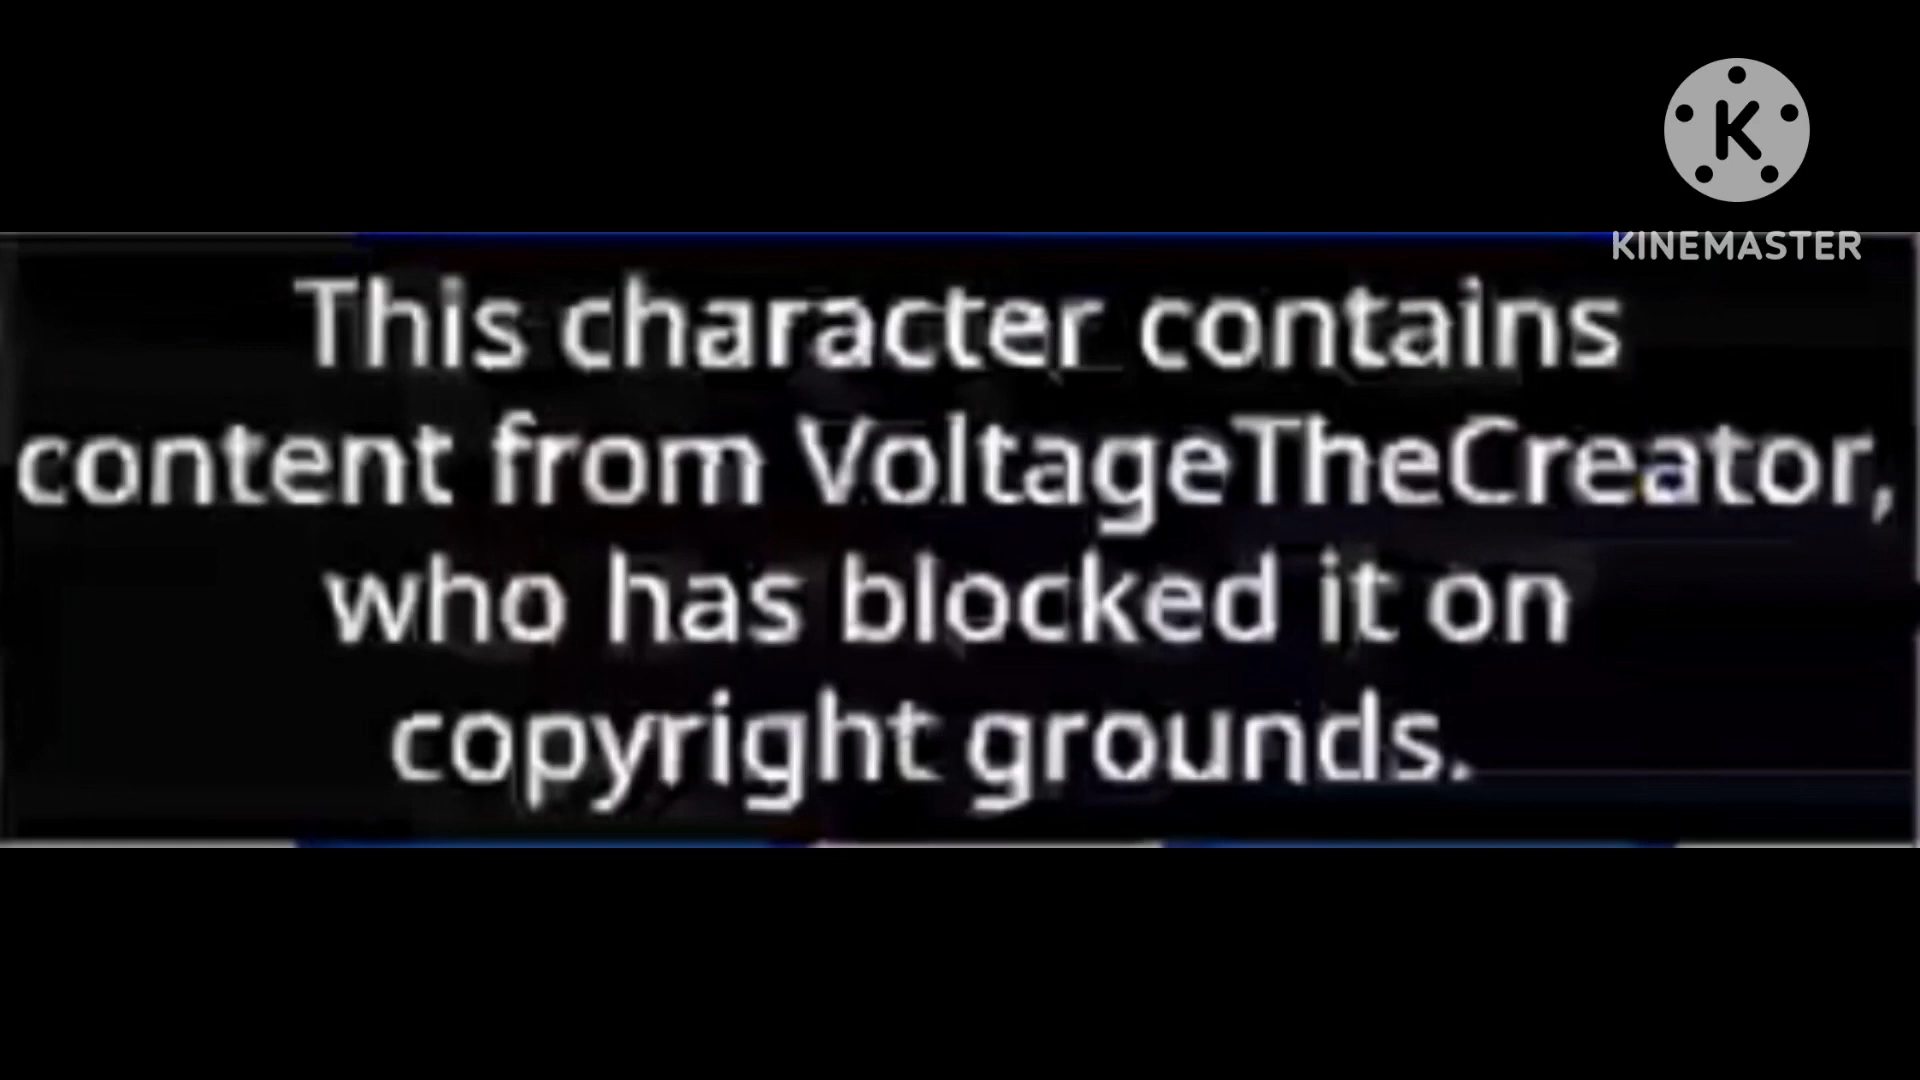 K
KINEMASTER
This character contains
content from VoltageTheCreator,
who has blocked it on
copyright grounds.